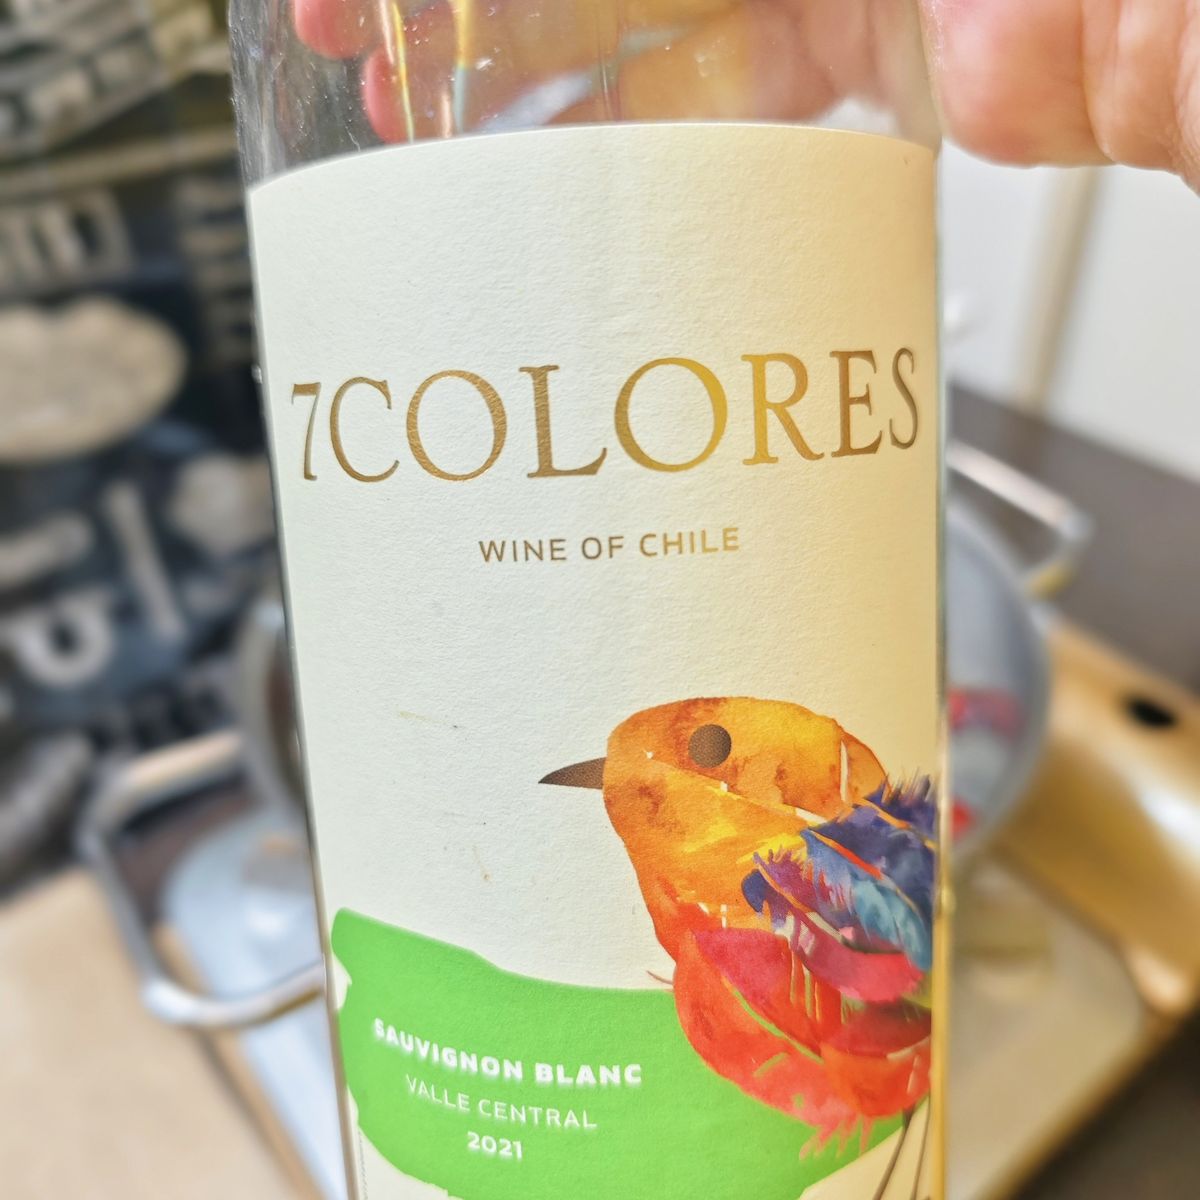 7COLORES
WINE OF CHILE
SAUVIGNON BLANC
VALLE CENTRAL
2021